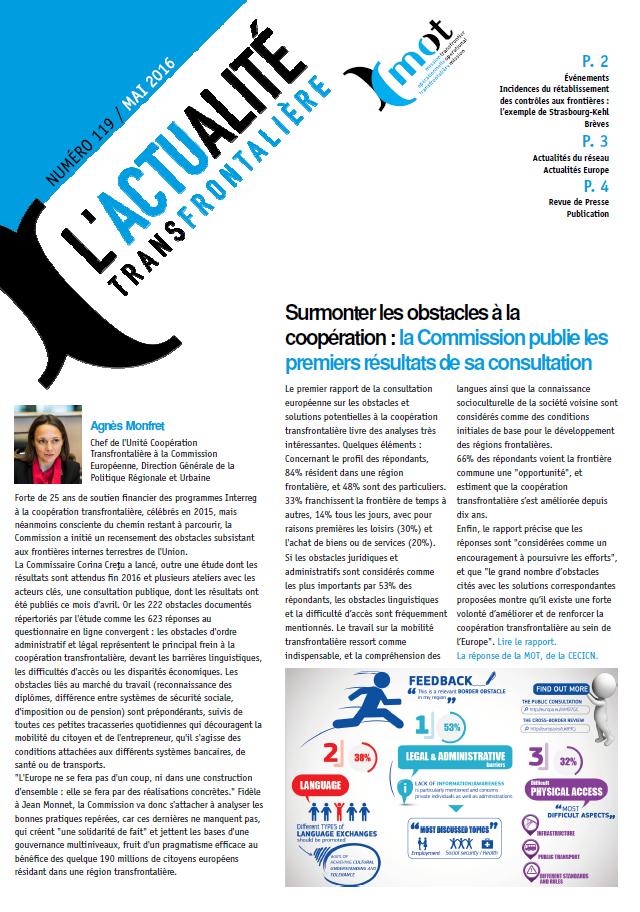 NUMÉRO 119 / MAI 2016
L'ACTUALITÉ
TRANSFRONTALIÈRE
mot
mission transfrontier
opérationnelle operational
transfrontalière mission
P. 2
Événements
Incidences du rétablissement
des contrôles aux frontières :
l'exemple de Strasbourg-Kehl
Brèves
P. 3
Actualités du réseau
Actualités Europe
P. 4
Revue de Presse
Publication
Surmonter les obstacles à la
coopération : la Commission publie les
premiers résultats de sa consultation
Agnès Monfret
Chef de l'Unité Coopération
Transfrontalière à la Commission
Européenne, Direction Générale de la
Politique Régionale et Urbaine
Forte de 25 ans de soutien financier des programmes Interreg
à la coopération transfrontalière, célébrés en 2015, mais
néanmoins consciente du chemin restant à parcourir, la
Commission a initié un recensement des obstacles subsistant
aux frontières internes terrestres de l'Union.
La Commissaire Corina Creţu a lancé, outre une étude dont les
résultats sont attendus fin 2016 et plusieurs ateliers avec les
acteurs clés, une consultation publique, dont les résultats ont
été publiés ce mois d'avril. Or les 222 obstacles documentés
répertoriés par l'étude comme les 623 réponses au
questionnaire en ligne convergent : les obstacles d'ordre
administratif et légal représentent le principal frein à la
coopération transfrontalière, devant les barrières linguistiques,
les difficultés d'accès ou les disparités économiques. Les
obstacles liés au marché du travail (reconnaissance des
diplômes, différence entre systèmes de sécurité sociale,
d'imposition ou de pension) sont prépondérants, suivis de
toutes ces petites tracasseries quotidiennes qui découragent la
mobilité du citoyen et de l'entrepreneur, qu'il s'agisse des
conditions attachées aux différents systèmes bancaires, de
santé ou de transports.
"L'Europe ne se fera pas d'un coup, ni dans une construction
d'ensemble : elle se fera par des réalisations concrètes." Fidèle
à Jean Monnet, la Commission va donc s'attacher à analyser les
bonnes pratiques repérées, car ces dernières ne manquent pas,
qui créent "une solidarité de fait" et jettent les bases d'une
gouvernance multiniveaux, fruit d'un pragmatisme efficace au
bénéfice des quelque 190 millions de citoyens européens
résidant dans une région transfrontalière.
Le premier rapport de la consultation
européenne sur les obstacles et
solutions potentielles à la coopération
transfrontalière livre des analyses très
intéressantes. Quelques éléments :
Concernant le profil des répondants,
84% résident dans une région
frontalière, et 48% sont des particuliers.
33% franchissent la frontière de temps à
autres, 14% tous les jours, avec pour
raisons premières les loisirs (30%) et
l'achat de biens ou de services (20%).
Si les obstacles juridiques et
administratifs sont considérés comme
les plus importants par 53% des
répondants, les obstacles linguistiques
et la difficulté d'accès sont fréquemment
mentionnés. Le travail sur la mobilité
transfrontalière ressort comme
indispensable, et la compréhension des
langues ainsi que la connaissance
socioculturelle de la société voisine sont
considérés comme des conditions
initiales de base pour le développement
des régions frontalières.
66% des répondants voient la frontière
commune une "opportunité", et
estiment que la coopération
transfrontalière s'est améliorée depuis
dix ans.
Enfin, le rapport précise que les
réponses sont "considérées comme un
encouragement à poursuivre les efforts",
et que "le grand nombre d'obstacles
cités avec les solutions correspondantes
proposées montre qu'il existe une forte
volonté d'améliorer et de renforcer la
coopération transfrontalière au sein de
l'Europe". Lire le rapport.
La réponse de la MOT, de la CECICN.
FEEDBACK
"This is a relevant BORDER OBSTACLE
in my region"
1 53%
LEGAL & ADMINISTRATIVE
barriers
LACK OF INFORMATION/AWARENESS
is particularly mentioned and concerns
private individuals as well as administrations
"MOST DISCUSSED TOPICS"
Employment Social security / Health
2 38%
LANGUAGE
Different TYPES of
LANGUAGE EXCHANGES
should be promoted
WAYS OF
ACHIEVING CULTURAL
UNDERSTANDING AND
TOLERANCE
FIND OUT MORE
THE PUBLIC CONSULTATION
THE CROSS-BORDER REVIEW
3 32%
Difficult
PHYSICAL ACCESS
"MOST
DIFFICULT ASPECTS"
INFRASTRUCTURE
PUBLIC TRANSPORT
DIFFERENT STANDARDS
AND RULES